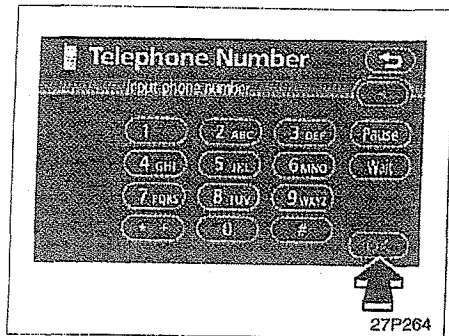 Telephone Number
Input phone number.
1 2 ABC 3 DEF Pause
4 GHI 5 JKL 6 MNO Wait
7 PQRS 8 TUV 9 WXYZ
* + 0 #
OK
27P264